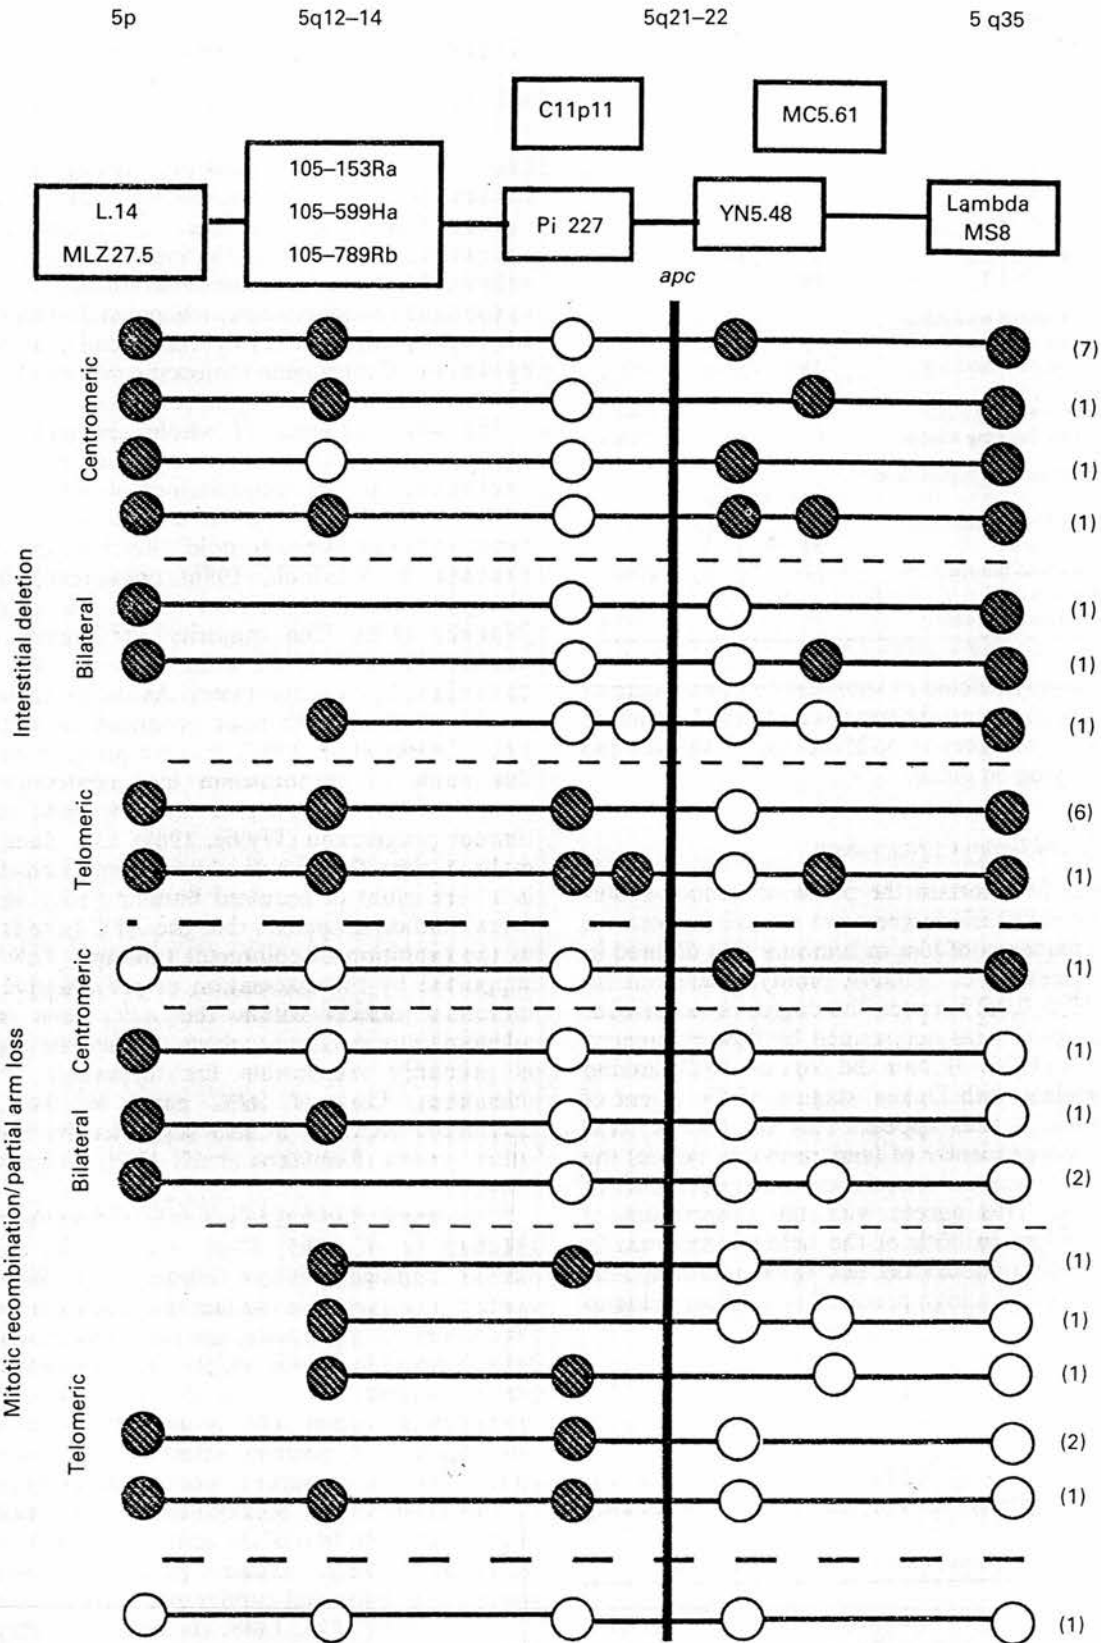 5p 5q12–14 5q21–22 5 q35
C11p11 MC5.61
105–153Ra
L.14 105–599Ha Pi 227 YN5.48 Lambda
MLZ27.5 105–789Rb MS8
apc
Interstitial deletion
Centromeric
(7)
(1)
(1)
(1)
Bilateral
(1)
(1)
(1)
Telomeric
(6)
(1)
Mitotic recombination/partial arm loss
Centromeric
(1)
(1)
Bilateral
(1)
(2)
Telomeric
(1)
(1)
(1)
(2)
(1)
(1)